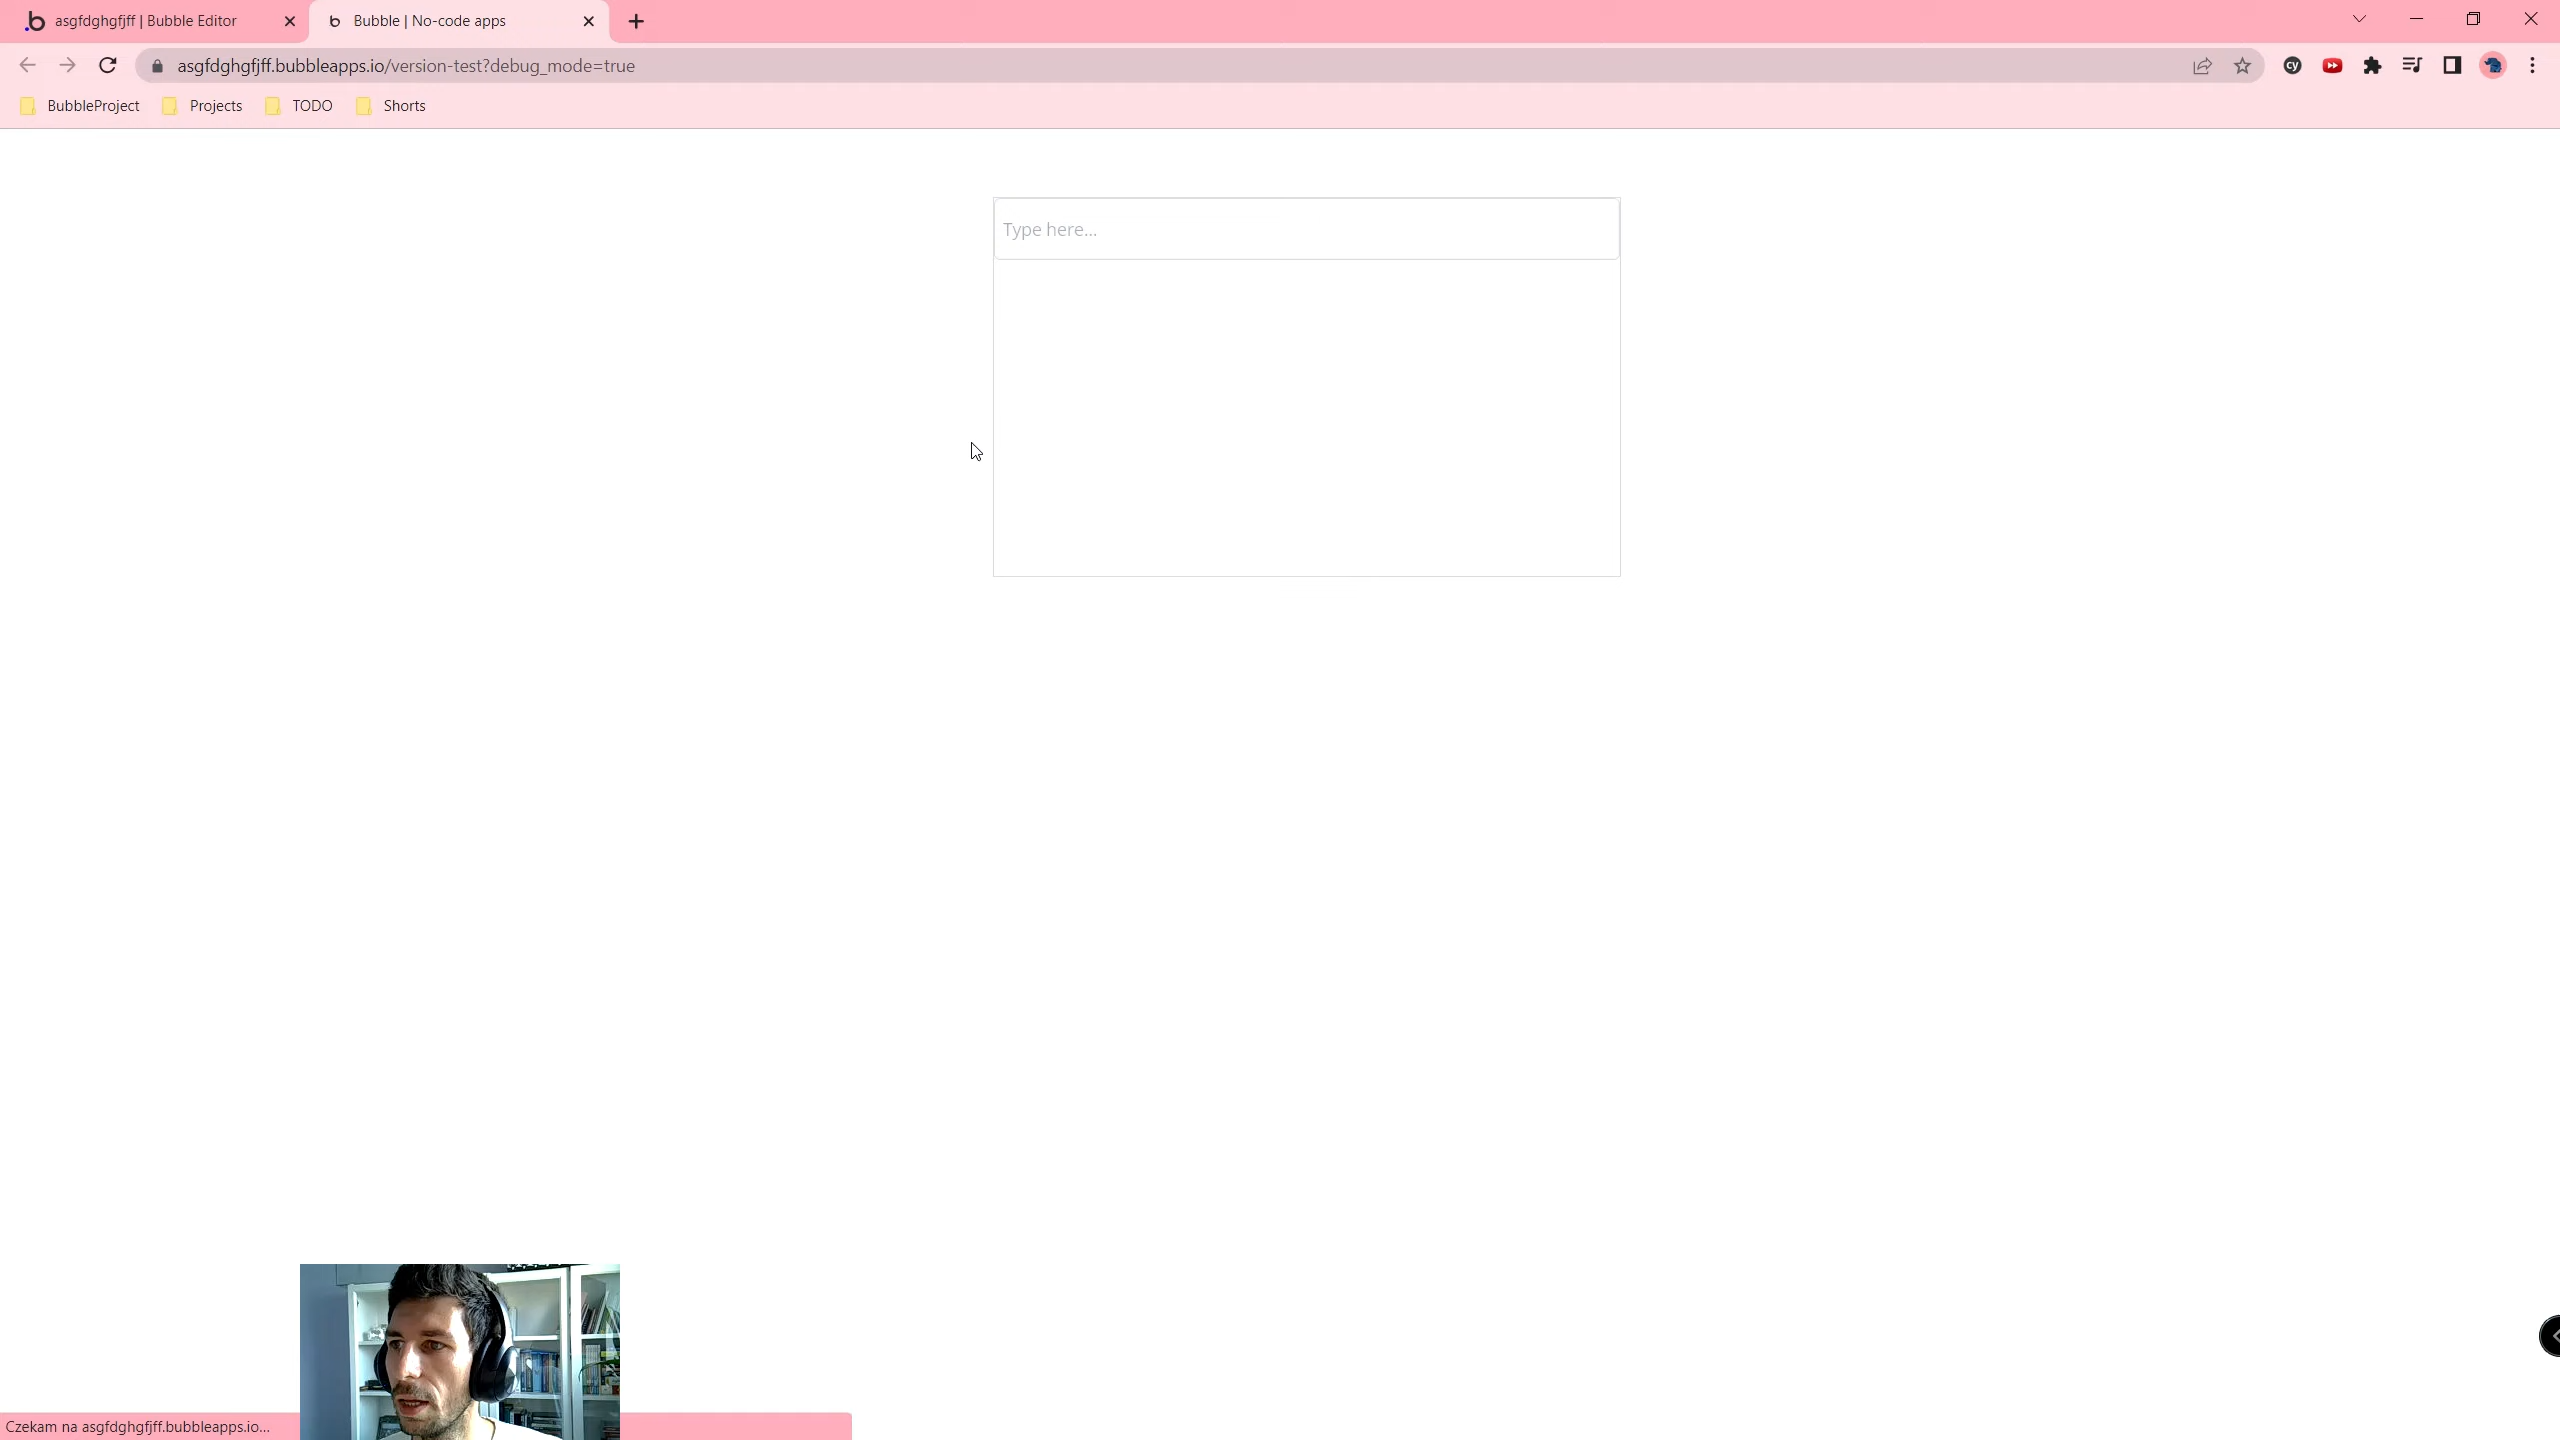 asgfdghgfjff | Bubble Editor
Bubble | No-code apps
asgfdghgfjff.bubbleapps.io/version-test?debug_mode=true
cy
BubbleProject
Projects
TODO
Shorts
Type here...
Czekam na asgfdghgfjff.bubbleapps.io...